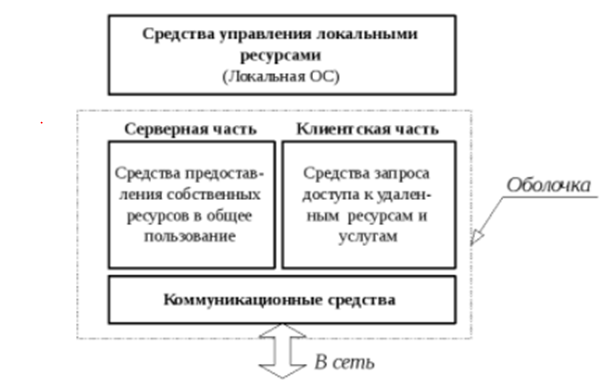 Средства управления локальными
ресурсами
(Локальная ОС)
Серверная часть
Клиентская часть
Средства предостав-
ления собственных
ресурсов в общее
пользование
Средства запроса
доступа к удален-
ным ресурсам и
услугам
Оболочка
Коммуникационные средства
В сеть